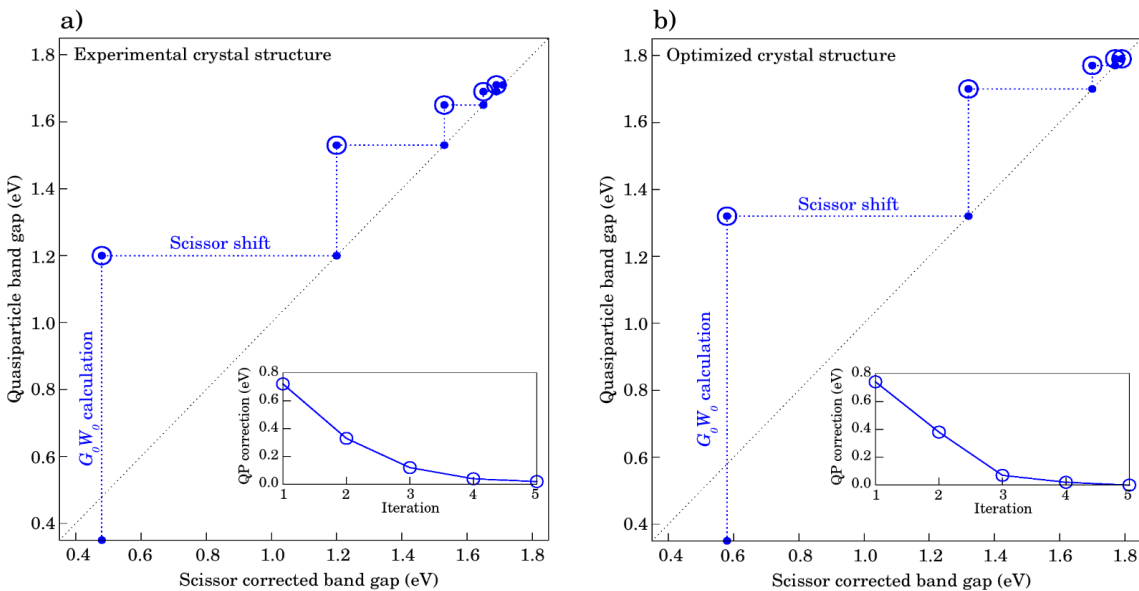 a)
Experimental crystal structure
1.8
1.6
1.4
1.2
1.0
0.8
0.6
0.4
Quasiparticle band gap (eV)
Scissor shift
G0W0 calculation
QP correction (eV)
0.8
0.6
0.4
0.2
0.0
1 2 3 4 5
Iteration
0.4 0.6 0.8 1.0 1.2 1.4 1.6 1.8
Scissor corrected band gap (eV)
b)
Optimized crystal structure
1.8
1.6
1.4
1.2
1.0
0.8
0.6
0.4
Quasiparticle band gap (eV)
Scissor shift
G0W0 calculation
QP correction (eV)
0.8
0.6
0.4
0.2
0.0
1 2 3 4 5
Iteration
0.4 0.6 0.8 1.0 1.2 1.4 1.6 1.8
Scissor corrected band gap (eV)